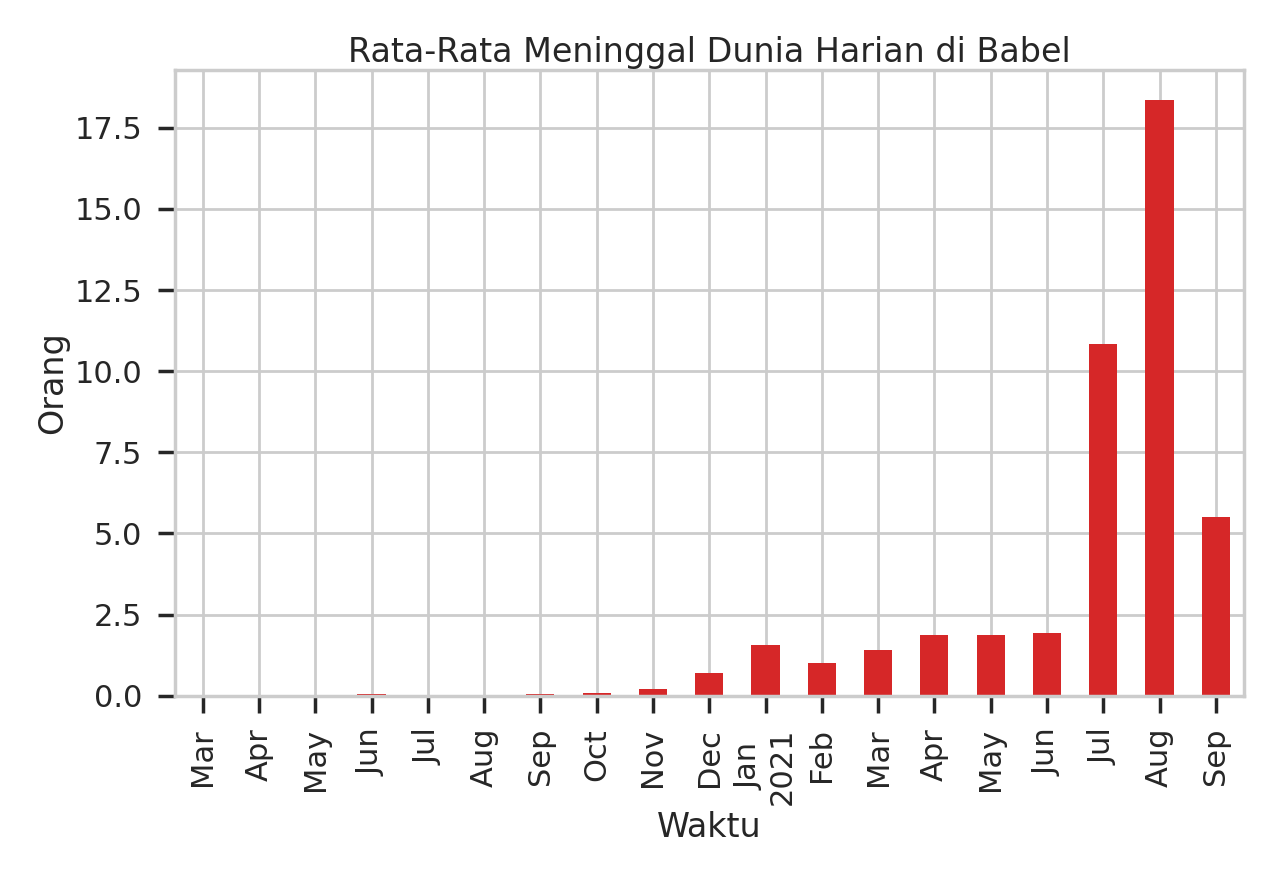 Rata-Rata Meninggal Dunia Harian di Babel
Orang
17.5
15.0
12.5
10.0
7.5
5.0
2.5
0.0
Mar
Apr
May
Jun
Jul
Aug
Sep
Oct
Nov
Dec
Jan
2021
Feb
Mar
Apr
May
Jun
Jul
Aug
Sep
Waktu